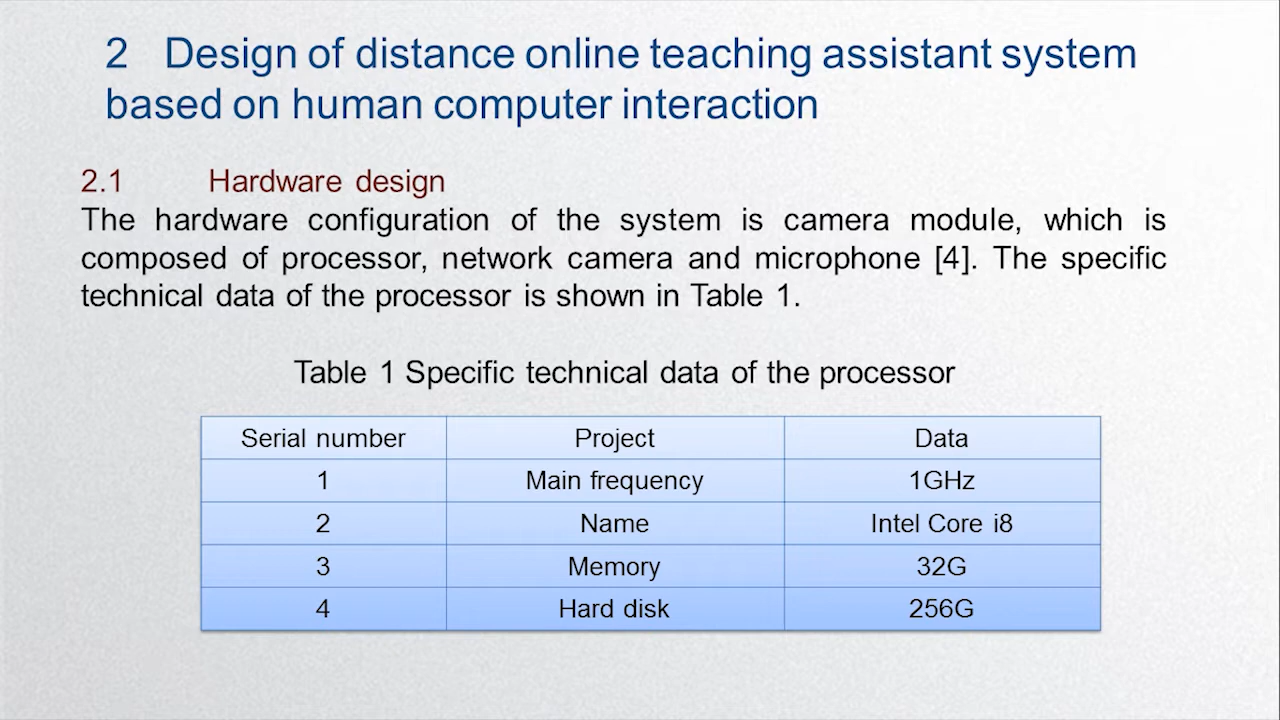 2 Design of distance online teaching assistant system
based on human computer interaction
2.1 Hardware design
The hardware configuration of the system is camera module, which is
composed of processor, network camera and microphone [4]. The specific
technical data of the processor is shown in Table 1.
Table 1 Specific technical data of the processor
Serial number Project Data
1 Main frequency 1GHz
2 Name Intel Core i8
3 Memory 32G
4 Hard disk 256G